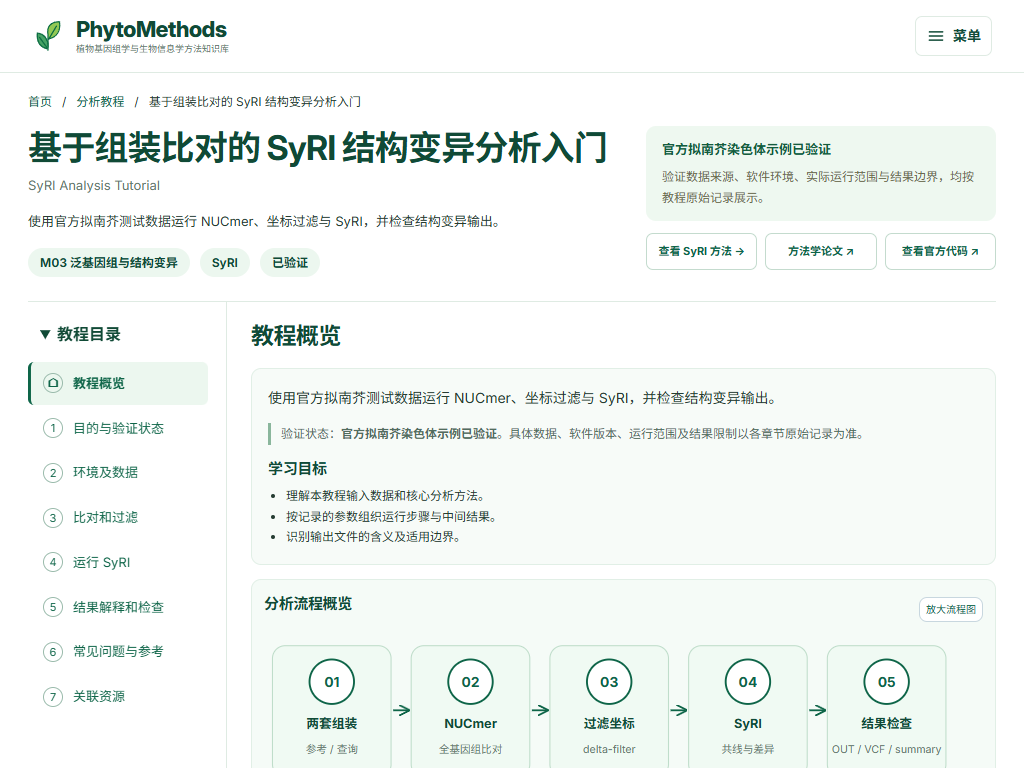 PhytoMethods
植物基因组学与生物信息学方法知识库
菜单
首页 / 分析教程 / 基于组装比对的 SyRI 结构变异分析入门
基于组装比对的 SyRI 结构变异分析入门
SyRI Analysis Tutorial
使用官方拟南芥测试数据运行 NUCmer、坐标过滤与 SyRI，并检查结构变异输出。
M03 泛基因组与结构变异
SyRI
已验证
官方拟南芥染色体示例已验证
验证数据来源、软件环境、实际运行范围与结果边界，均按
教程原始记录展示。
查看 SyRI 方法 →
方法学论文 ↗
查看官方代码 ↗
▼ 教程目录
教程概览
1 目的与验证状态
2 环境及数据
3 比对和过滤
4 运行 SyRI
5 结果解释和检查
6 常见问题与参考
7 关联资源
教程概览
使用官方拟南芥测试数据运行 NUCmer、坐标过滤与 SyRI，并检查结构变异输出。
验证状态：官方拟南芥染色体示例已验证。具体数据、软件版本、运行范围及结果限制以各章节原始记录为准。
学习目标
• 理解本教程输入数据和核心分析方法。
• 按记录的参数组织运行步骤与中间结果。
• 识别输出文件的含义及适用边界。
分析流程概览
放大流程图
01
两套组装
参考 / 查询
02
NUCmer
全基因组比对
03
过滤坐标
delta-filter
04
SyRI
共线与差异
05
结果检查
OUT / VCF / summary